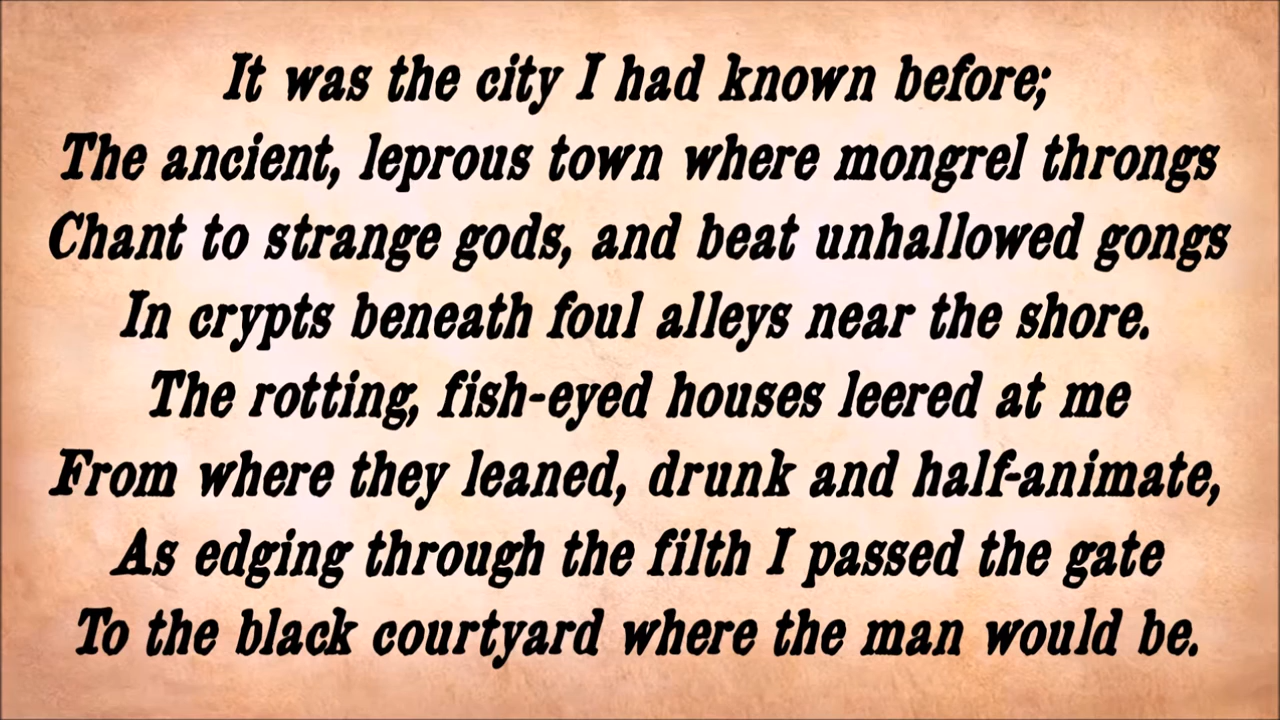 It was the city I had known before;
The ancient, leprous town where mongrel throngs
Chant to strange gods, and beat unhallowed gongs
In crypts beneath foul alleys near the shore.
The rotting, fish-eyed houses leered at me
From where they leaned, drunk and half-animate,
As edging through the filth I passed the gate
To the black courtyard where the man would be.